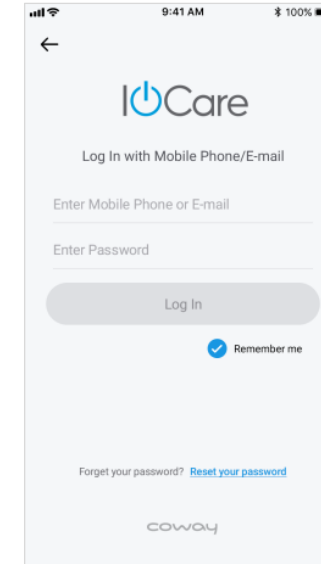 9:41 AM 100%
IOCare
Log In with Mobile Phone/E-mail
Enter Mobile Phone or E-mail
Enter Password
Log In
Remember me
Forget your password? Reset your password
coway